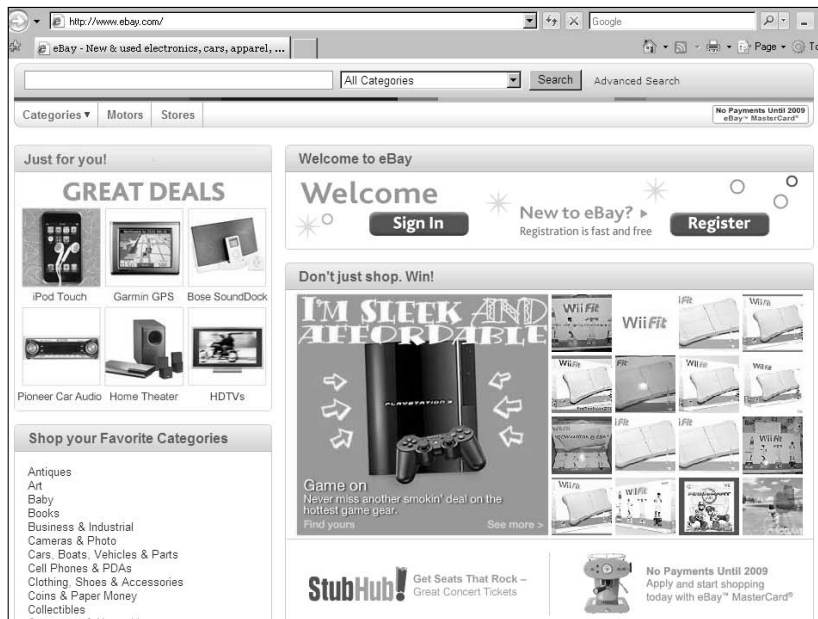 http://www.ebay.com/
Google
eBay - New & used electronics, cars, apparel, ...
Page
All Categories
Search
Advanced Search
Categories
Motors
Stores
No Payments Until 2009
eBay™ MasterCard®
Just for you!
GREAT DEALS
iPod Touch
Garmin GPS
Bose SoundDock
Pioneer Car Audio
Home Theater
HDTVs
Shop your Favorite Categories
Antiques
Art
Baby
Books
Business & Industrial
Cameras & Photo
Cars, Boats, Vehicles & Parts
Cell Phones & PDAs
Clothing, Shoes & Accessories
Coins & Paper Money
Collectibles
Welcome to eBay
Welcome
Sign In
New to eBay?
Registration is fast and free
Register
Don't just shop. Win!
I'M SLEEK AND
AFFORDABLE
PLAYSTATION 3
Game on
Never miss another smokin' deal on the
hottest game gear.
Find yours
See more >
WiiFit
WiiFit
StubHub!
Get Seats That Rock –
Great Concert Tickets
No Payments Until 2009
Apply and start shopping
today with eBay™ MasterCard®